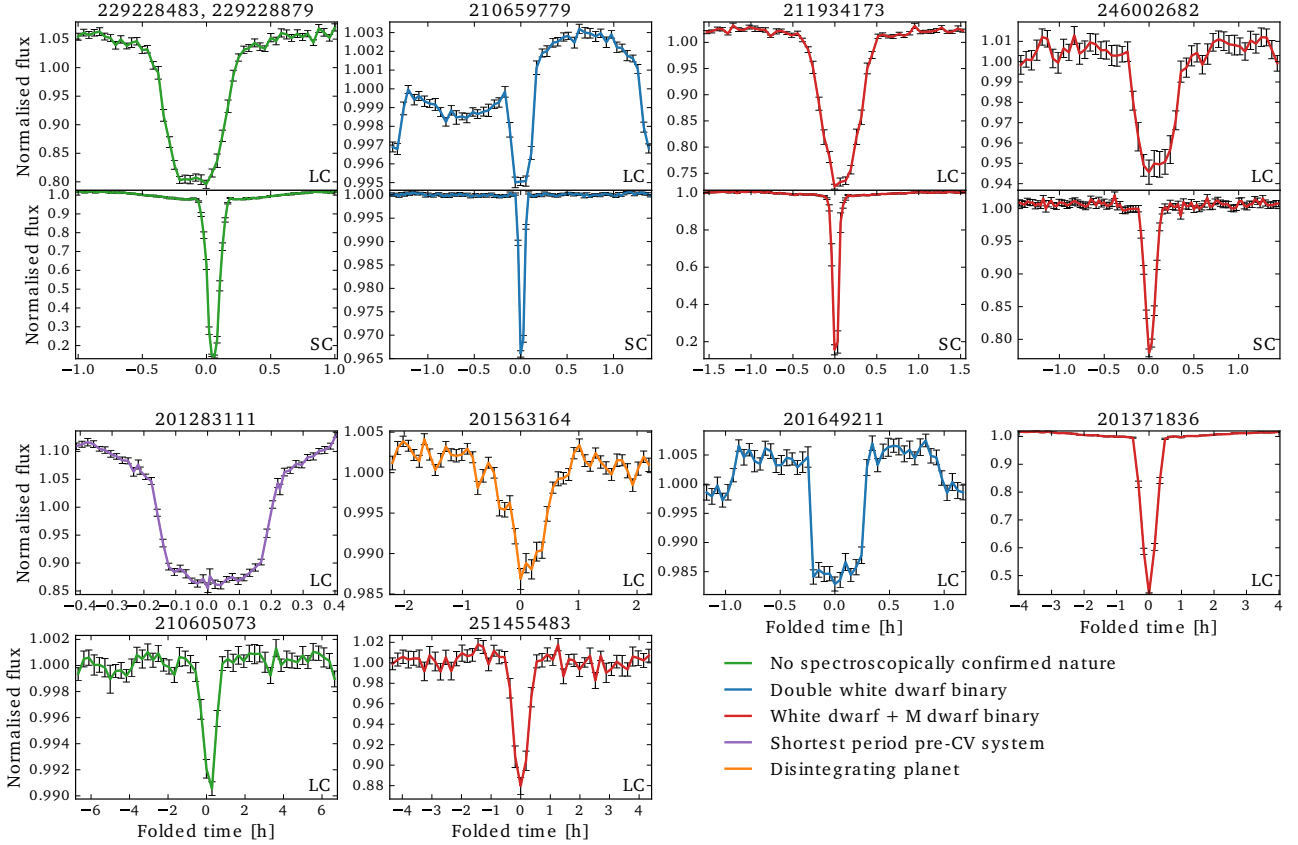 229228483, 229228879
210659779
211934173
246002682
Normalised flux
1.05
1.00
0.95
0.90
0.85
0.80
LC
1.003
1.002
1.000
0.999
0.998
0.997
0.995
LC
1.00
0.95
0.90
0.85
0.80
0.75
LC
1.01
1.00
0.99
0.98
0.96
0.95
0.94
LC
Normalised flux
1.0
0.9
0.8
0.7
0.6
0.5
0.4
0.3
0.2
SC
−1.0 −0.5 0.0 0.5 1.0
1.000
0.995
0.990
0.985
0.980
0.975
0.970
0.965
SC
−1.0 −0.5 0.0 0.5 1.0
1.0
0.8
0.6
0.4
0.2
SC
−1.5 −1.0 −0.5 0.0 0.5 1.0 1.5
1.00
0.95
0.90
0.80
SC
−1.0 −0.5 0.0 0.5 1.0
201283111
201563164
201649211
201371836
Normalised flux
1.10
1.05
1.00
0.95
0.90
0.85
LC
−0.4 −0.3 −0.2 −0.1 0.0 0.1 0.2 0.3 0.4
1.005
1.000
0.995
0.990
0.985
LC
−2 −1 0 1 2
1.005
1.000
0.995
0.990
0.985
LC
−1.0 −0.5 0.0 0.5 1.0
Folded time [h]
1.0
0.9
0.8
0.7
0.6
0.5
LC
−4 −3 −2 −1 0 1 2 3 4
Folded time [h]
210605073
251455483
Normalised flux
1.002
1.000
0.998
0.996
0.994
0.992
0.990
LC
−6 −4 −2 0 2 4 6
Folded time [h]
1.02
1.00
0.98
0.96
0.94
0.92
0.90
0.88
LC
−4 −3 −2 −1 0 1 2 3 4
Folded time [h]
No spectroscopically confirmed nature
Double white dwarf binary
White dwarf + M dwarf binary
Shortest period pre-CV system
Disintegrating planet